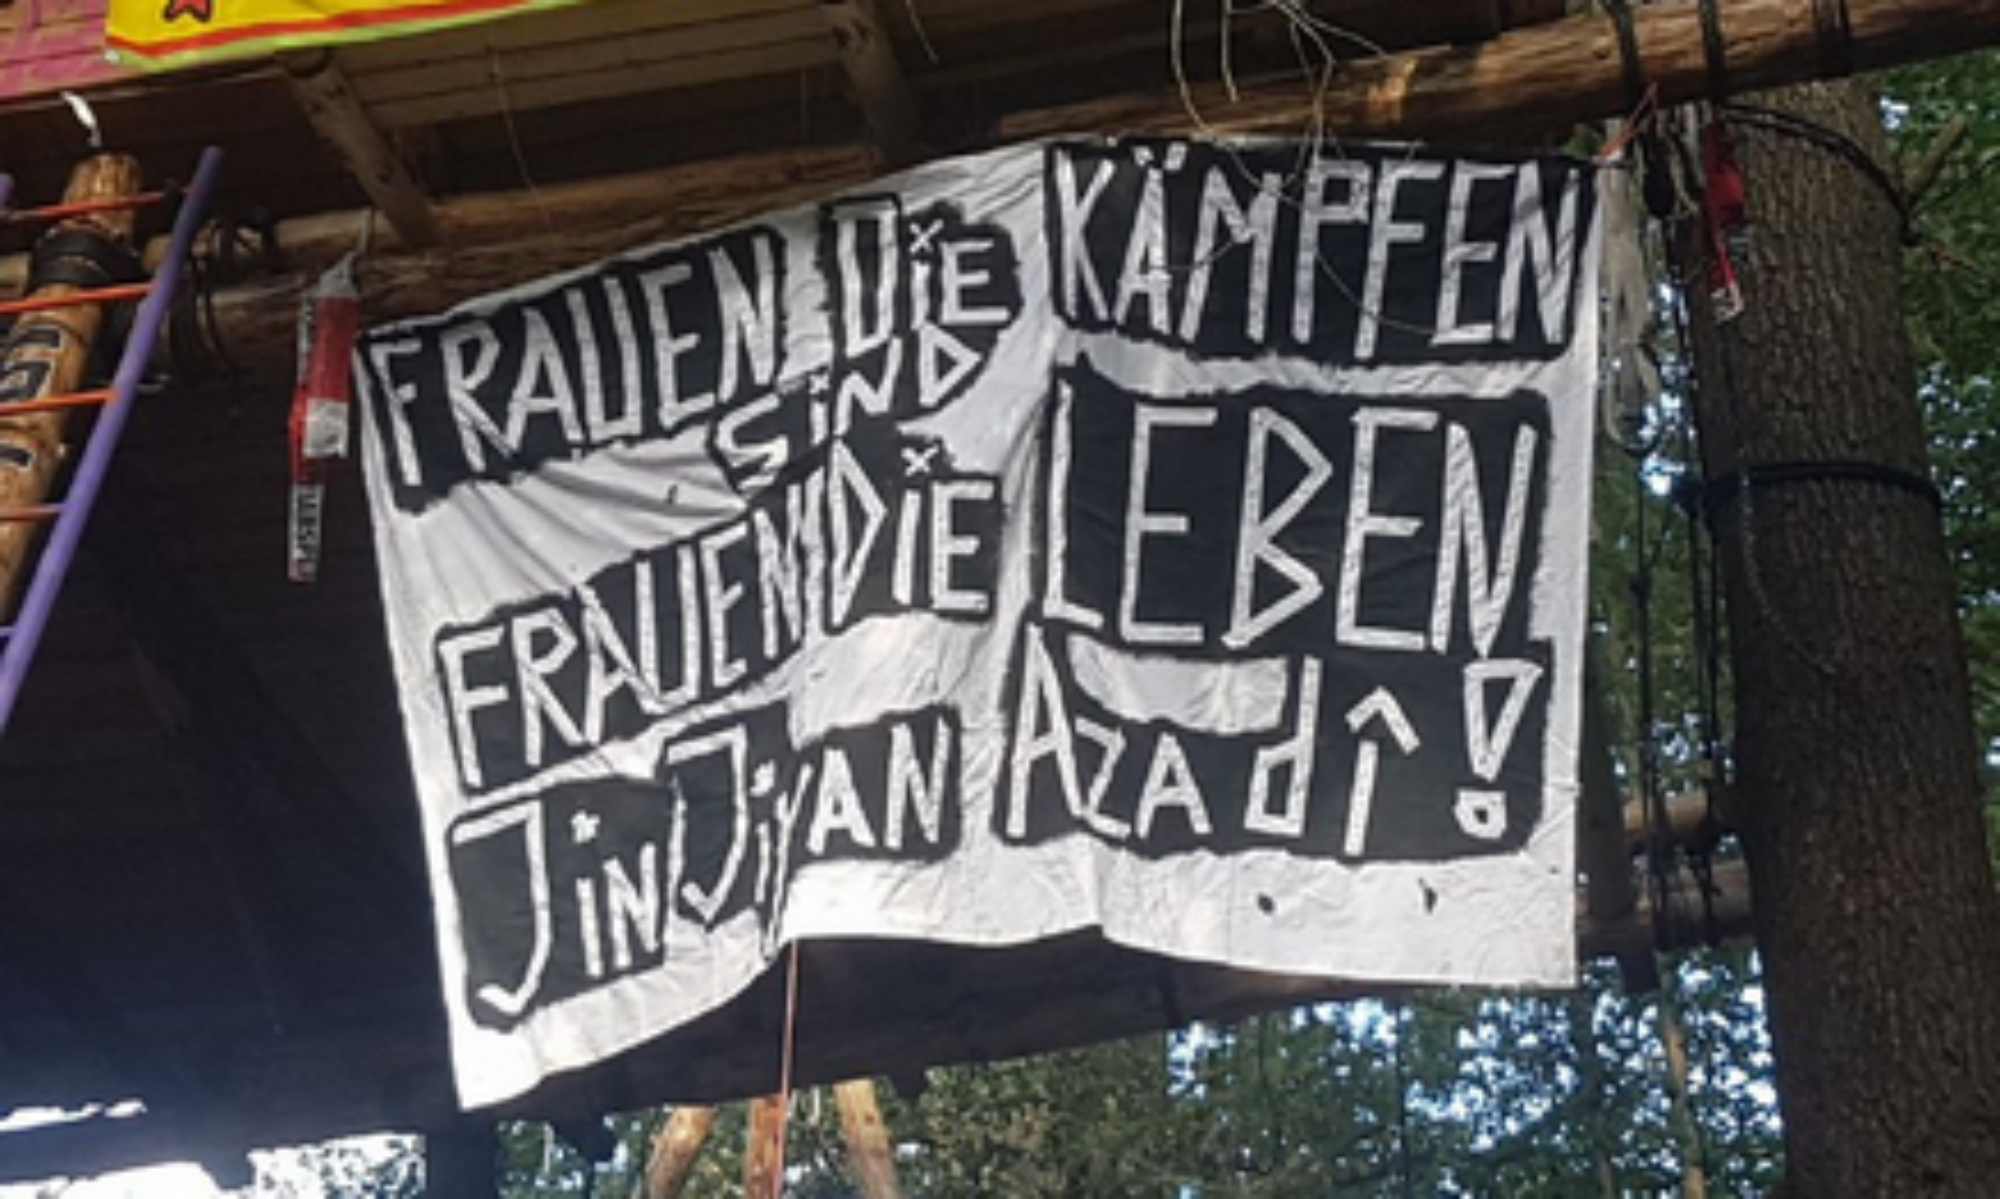 FRAUEN DiE KÄMPFEN
SiND
FRAUEN DiE LEBEN
JiN JiYAN AZAdî!